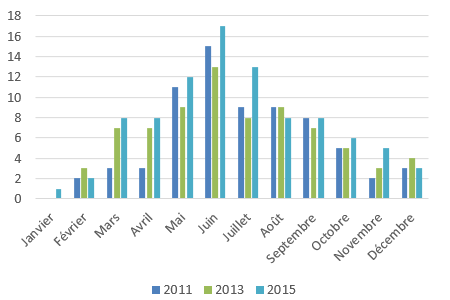 18
16
14
12
10
8
6
4
2
0
Janvier
Février
Mars
Avril
Mai
Juin
Juillet
Août
Septembre
Octobre
Novembre
Décembre
2011 2013 2015